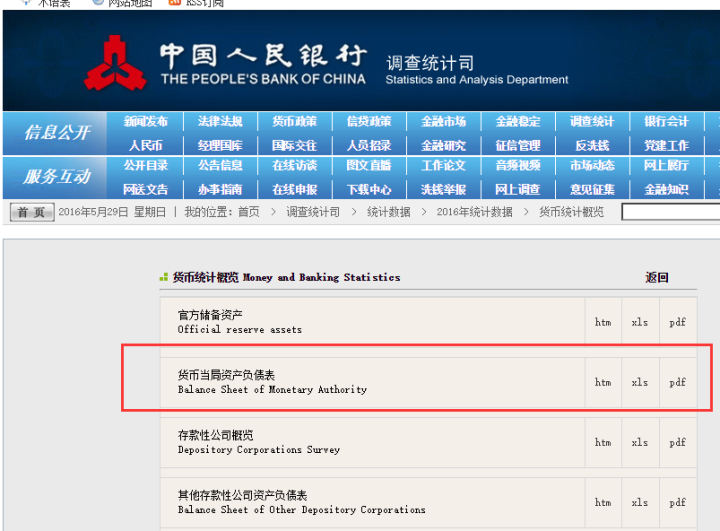 术语表 网站地图 RSS订阅
中国人民银行 调查统计司
THE PEOPLE'S BANK OF CHINA Statistics and Analysis Department
信息公开
新闻发布 法律法规 货币政策 信贷政策 金融市场 金融稳定 调查统计 银行会计
人民币 经理国库 国际交往 人员招录 金融研究 征信管理 反洗钱 党建工作
服务互动
公开目录 公告信息 在线访谈 图文直播 工作论文 音频视频 市场动态 网上展厅
网送文告 办事指南 在线申报 下载中心 洗钱举报 网上调查 意见征集 金融知识
首 页 2016年5月29日 星期日 | 我的位置：首页 > 调查统计司 > 统计数据 > 2016年统计数据 > 货币统计概览
货币统计概览 Money and Banking Statistics 返回
官方储备资产
Official reserve assets
htm xls pdf
货币当局资产负债表
Balance Sheet of Monetary Authority
htm xls pdf
存款性公司概览
Depository Corporations Survey
htm xls pdf
其他存款性公司资产负债表
Balance Sheet of Other Depository Corporations
htm xls pdf